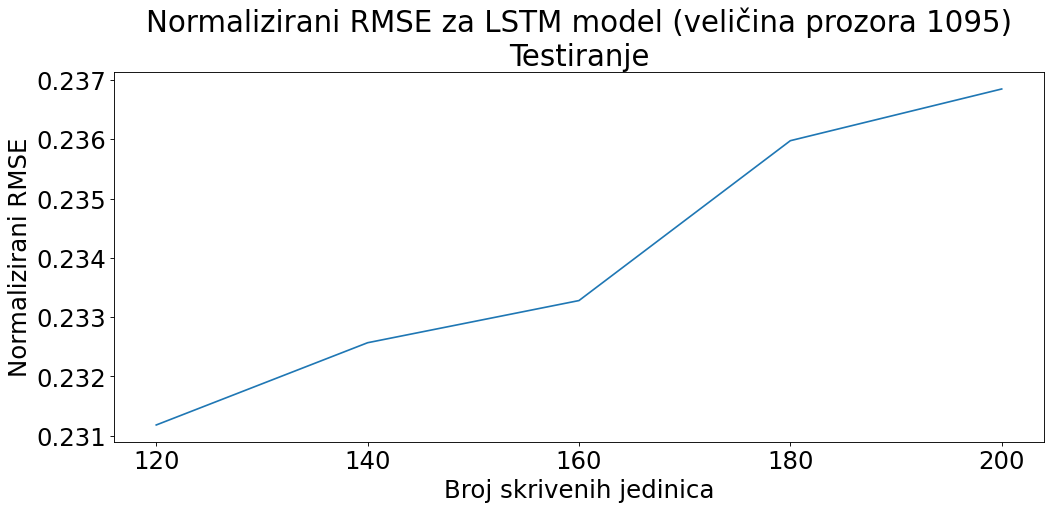 Normalizirani RMSE za LSTM model (veličina prozora 1095)
Testiranje
Normalizirani RMSE
0.237
0.236
0.235
0.234
0.233
0.232
0.231
120 140 160 180 200
Broj skrivenih jedinica